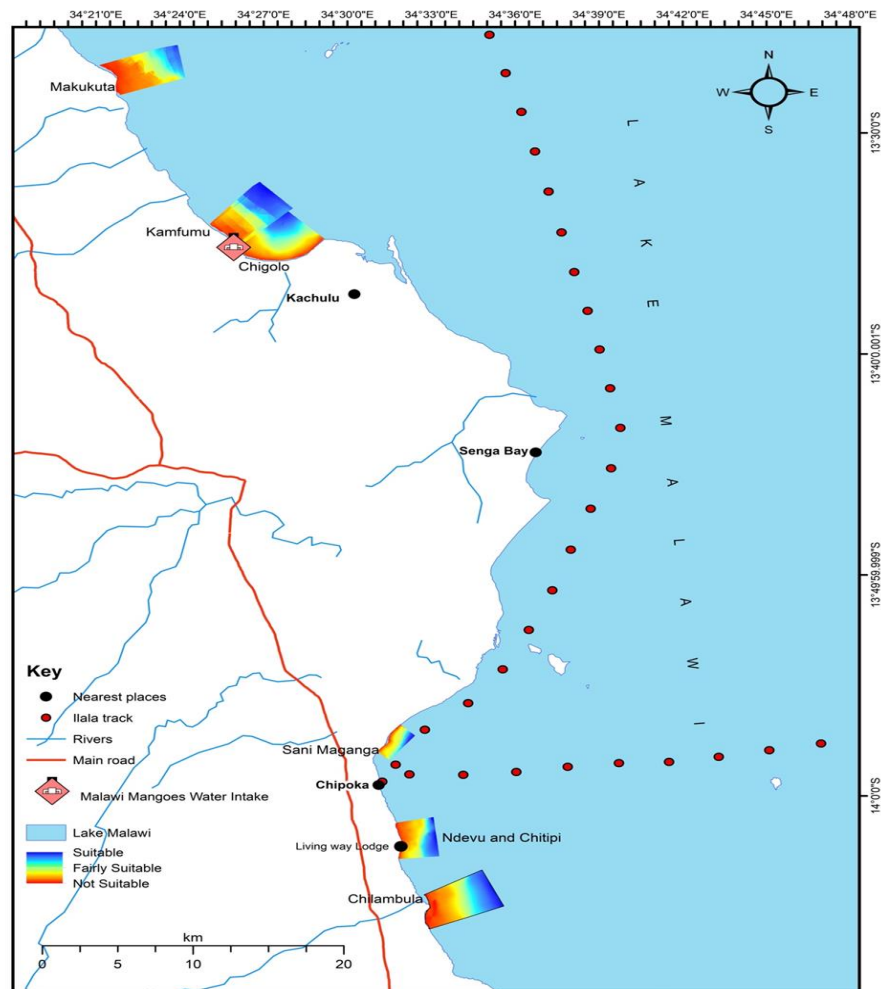 34°21'0"E 34°24'0"E 34°27'0"E 34°30'0"E 34°33'0"E 34°36'0"E 34°39'0"E 34°42'0"E 34°45'0"E 34°48'0"E
N
W E
S
Makukuta
13°30'0"S
LAKE MALAWI
Kamfumu
Chigolo
Kachulu
13°40'0.001"S
Senga Bay
13°49'59.999"S
Key
Nearest places
Ilala track
Rivers
Main road
Malawi Mangoes Water Intake
Lake Malawi
Suitable
Fairly Suitable
Not Suitable
Sani Maganga
Chipoka
14°0'0"S
Ndevu and Chitipi
Living way Lodge
Chilambula
km
0 5 10 20